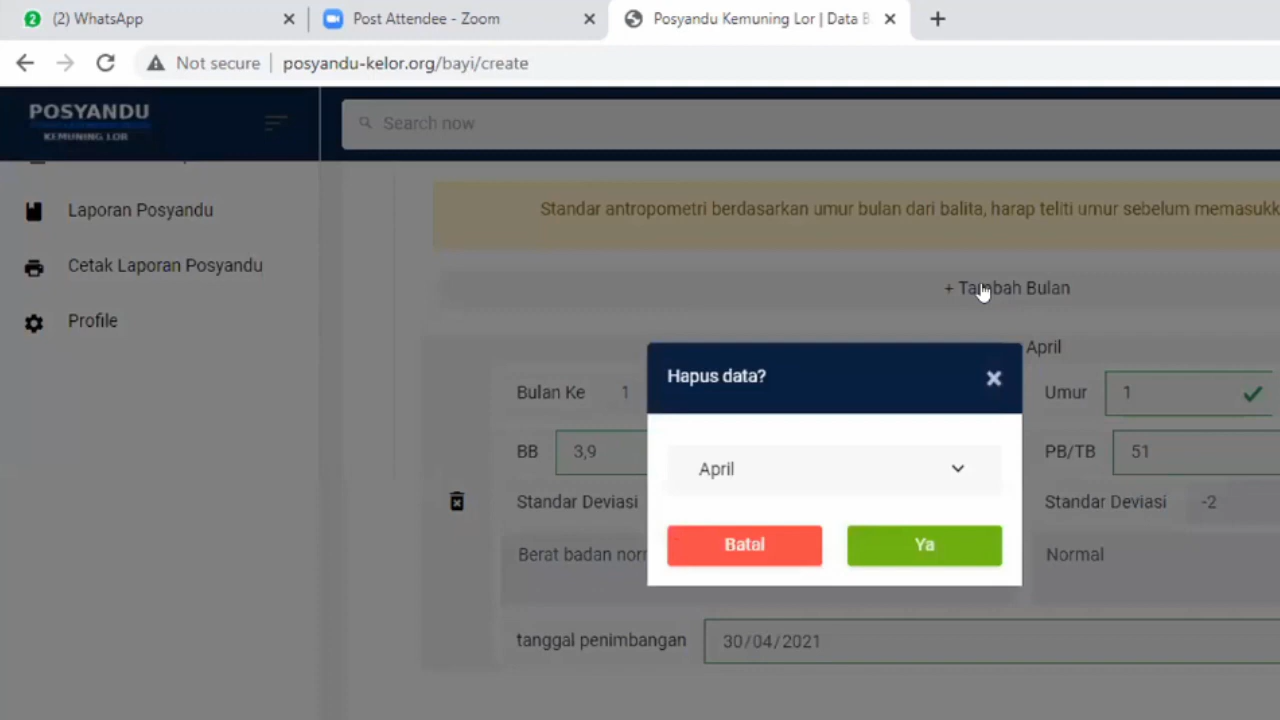 (2) WhatsApp
Post Attendee - Zoom
Posyandu Kemuning Lor | Data B
Not secure
posyandu-kelor.org/bayi/create
POSYANDU
KEMUNING LOR
Search now
Laporan Posyandu
Cetak Laporan Posyandu
Profile
Standar antropometri berdasarkan umur bulan dari balita, harap teliti umur sebelum memasukk
+ Tambah Bulan
April
Hapus data?
Bulan Ke 1
Umur 1
BB 3,9
PB/TB 51
April
Standar Deviasi
Standar Deviasi -2
Batal
Ya
Berat badan nor
Normal
tanggal penimbangan 30/04/2021